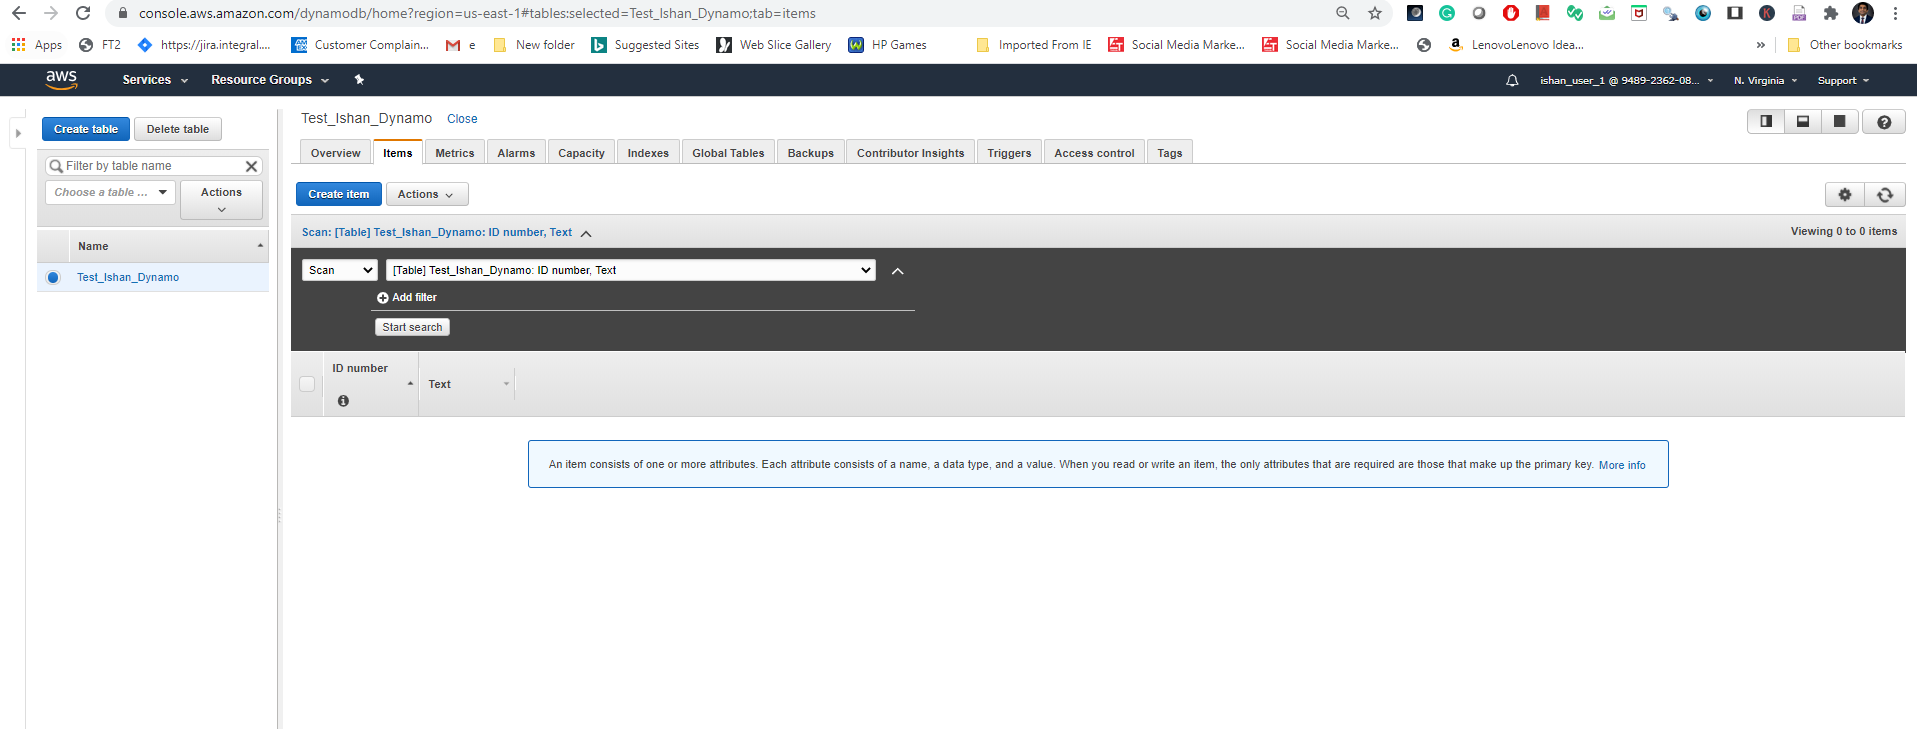 console.aws.amazon.com/dynamodb/home?region=us-east-1#tables:selected=Test_Ishan_Dynamo;tab=items
Apps FT2 https://jira.integral.... Customer Complain... e New folder Suggested Sites Web Slice Gallery HP Games Imported From IE Social Media Marke... Social Media Marke... LenovoLenovo Idea... » Other bookmarks
aws Services Resource Groups ishan_user_1 @ 9489-2362-08... N. Virginia Support
Create table Delete table
Filter by table name
Choose a table ... Actions
Name
Test_Ishan_Dynamo
Test_Ishan_Dynamo Close
Overview Items Metrics Alarms Capacity Indexes Global Tables Backups Contributor Insights Triggers Access control Tags
Create item Actions
Scan: [Table] Test_Ishan_Dynamo: ID number, Text Viewing 0 to 0 items
Scan [Table] Test_Ishan_Dynamo: ID number, Text
Add filter
Start search
ID number Text
An item consists of one or more attributes. Each attribute consists of a name, a data type, and a value. When you read or write an item, the only attributes that are required are those that make up the primary key. More info